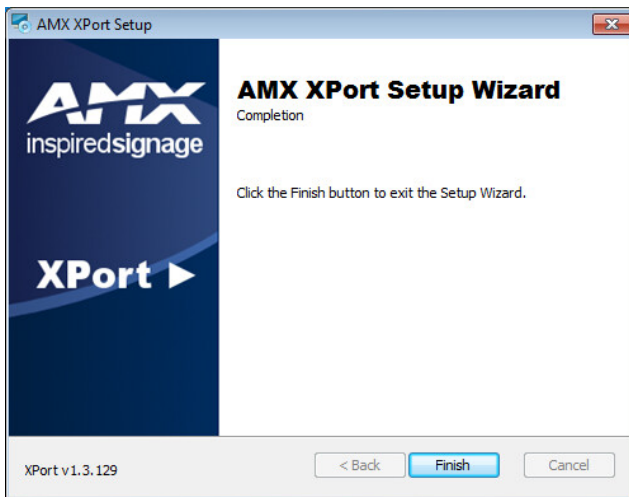 AMX XPort Setup
AMX
inspiredsignage
XPort
AMX XPort Setup Wizard
Completion
Click the Finish button to exit the Setup Wizard.
XPort v1.3.129
< Back
Finish
Cancel